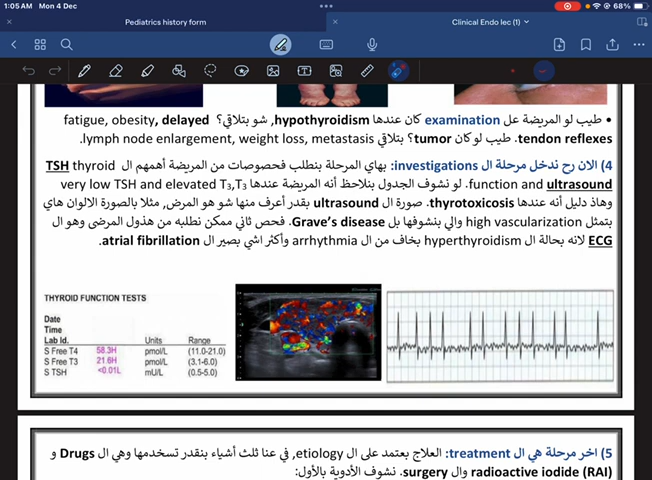 1:05 AM Mon 4 Dec
68%
Pediatrics history form
Clinical Endo lec (1)
• طيب لو المريضة عل examination كان عندها hypothyroidism, شو بتلاقي؟ fatigue, obesity, delayed
tendon reflexes. طيب لو كان tumor؟ بتلاقي lymph node enlargement, weight loss, metastasis.
4) الان رح ندخل مرحلة ال investigations: بهاي المرحلة بنطلب فحوصات من المريضة أهمهم ال TSH thyroid
function and ultrasound. لو نشوف الجدول بنلاحظ أنه المريضة عندها very low TSH and elevated T₃,T₃
وهاذ دليل أنه عندها thyrotoxicosis. صورة ال ultrasound بقدر أعرف منها شو هو المرض, مثلا بالصورة الالوان هاي
بتمثل high vascularization والي بنشوفها بل Grave's disease. فحص ثاني ممكن نطلبه من هذول المرضى وهو ال
ECG لانه بحالة ال hyperthyroidism بخاف من ال arrhythmia وأكثر اشي بصير ال atrial fibrillation.
THYROID FUNCTION TESTS
Date
Time
Lab Id. Units Range
S Free T4 58.3H pmol/L (11.0-21.0)
S Free T3 21.6H pmol/L (3.1-6.0)
S TSH <0.01L mU/L (0.5-5.0)
5) اخر مرحلة هي ال treatment: العلاج بعتمد على ال etiology, في عنا ثلث أشياء بنقدر تسخدمها وهي ال Drugs و
radioactive iodide (RAI) وال surgery. نشوف الأدوية بالأول: